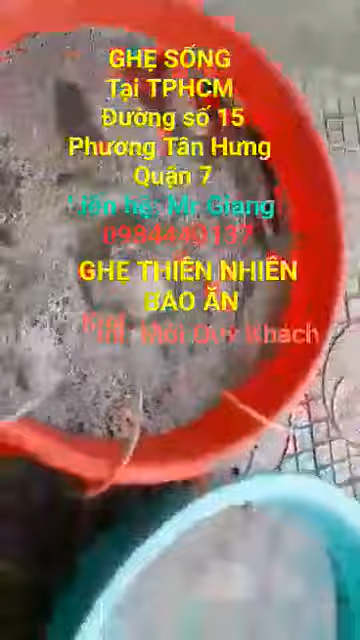 GHẸ SỐNG
Tại TPHCM
Đường số 15
Phương Tân Hưng
Quận 7
Liên hệ: Mr Giang
0984440137
GHẸ THIÊN NHIÊN
BAO ĂN
Mời Quý Khách